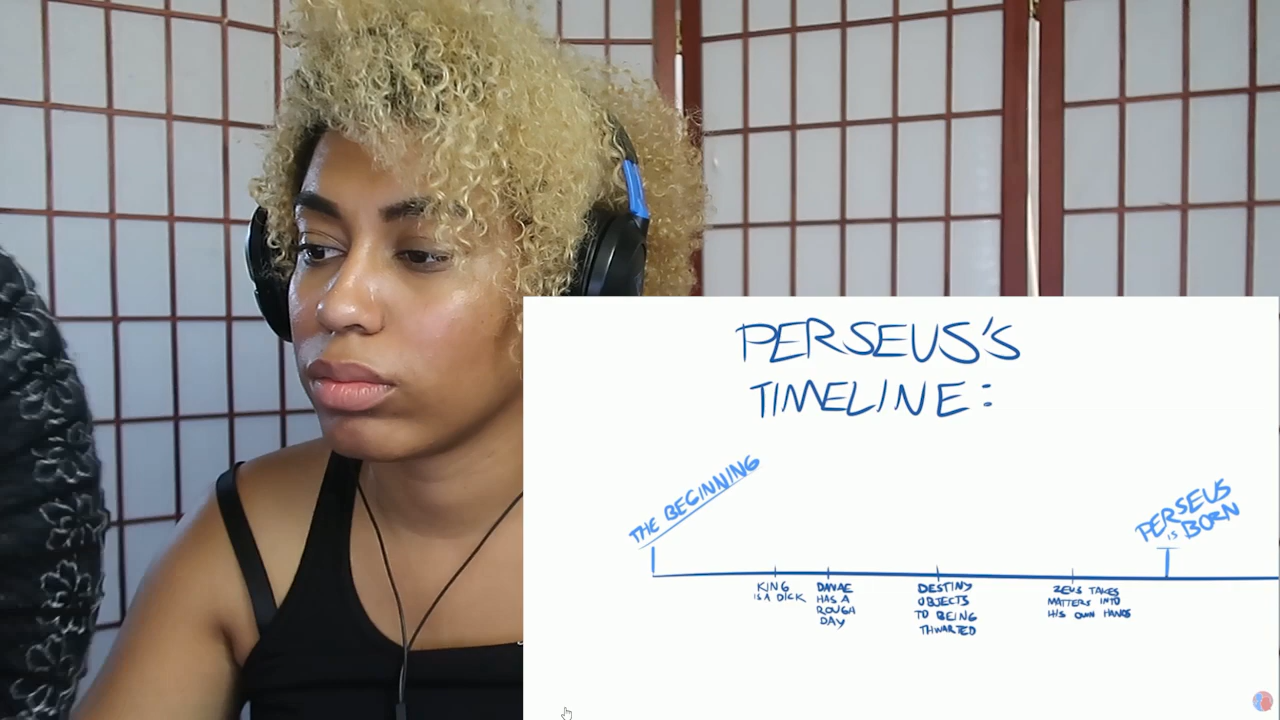 PERSEUS'S
TIMELINE:
THE BEGINNING
PERSEUS
IS BORN
KING
IS A DICK
DANAE
HAS A
ROUGH
DAY
DESTINY
OBJECTS
TO BEING
THWARTED
ZEUS TAKES
MATTERS INTO
HIS OWN HANDS